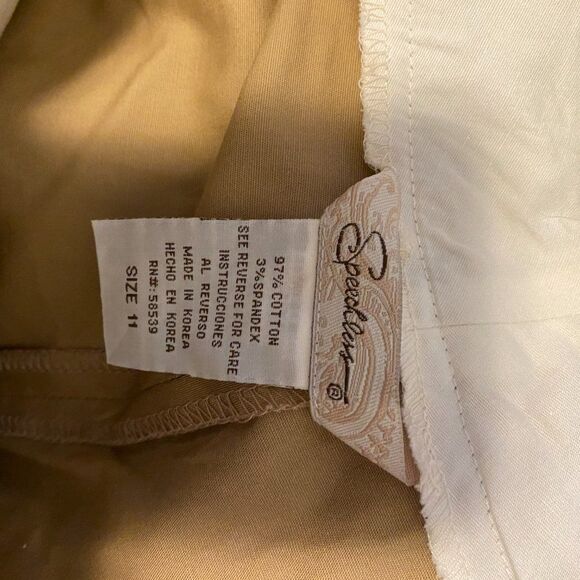 Speechless
®
97% COTTON
3% SPANDEX
SEE REVERSE FOR CARE
INSTRUCCIONES
AL REVERSO
MADE IN KOREA
HECHO EN KOREA
RN#: 58539
SIZE 11